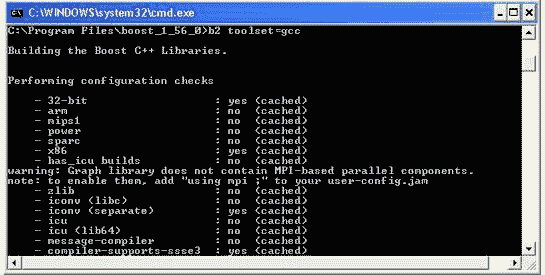 C:\WINDOWS\system32\cmd.exe
C:\Program Files\boost_1_56_0>b2 toolset=gcc
Building the Boost C++ Libraries.
Performing configuration checks
- 32-bit : yes (cached)
- arm : no (cached)
- mips1 : no (cached)
- power : no (cached)
- sparc : no (cached)
- x86 : yes (cached)
- has_icu builds : no (cached)
warning: Graph library does not contain MPI-based parallel components.
note: to enable them, add "using mpi ;" to your user-config.jam
- zlib : no (cached)
- iconv (libc) : no (cached)
- iconv (separate) : yes (cached)
- icu : no (cached)
- icu (lib64) : no (cached)
- message-compiler : no (cached)
- compiler-supports-ssse3 : yes (cached)